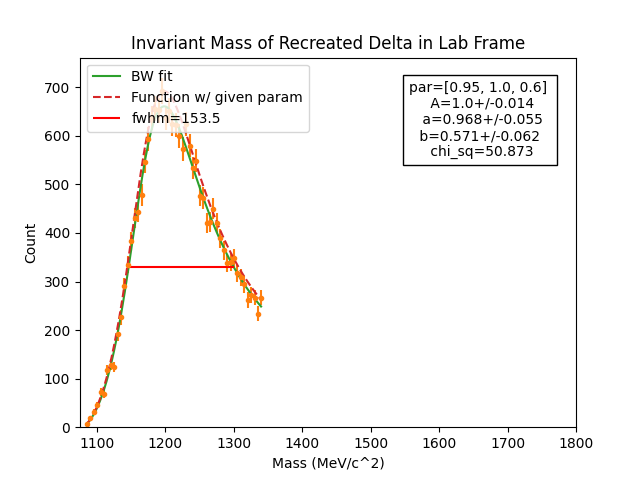 Invariant Mass of Recreated Delta in Lab Frame
BW fit
Function w/ given param
fwhm=153.5
par=[0.95, 1.0, 0.6]
A=1.0+/-0.014
a=0.968+/-0.055
b=0.571+/-0.062
chi_sq=50.873
Count
700
600
500
400
300
200
100
0
1100 1200 1300 1400 1500 1600 1700 1800
Mass (MeV/c^2)